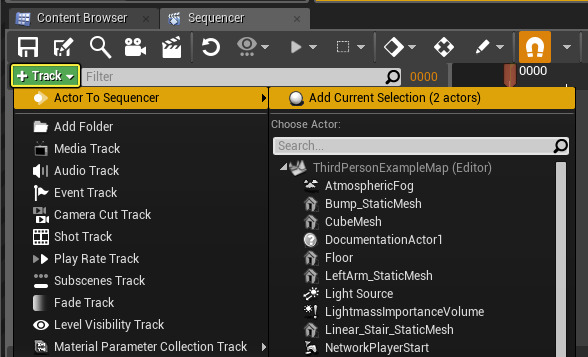 Content Browser Sequencer
+ Track Filter 0000 0000
Actor To Sequencer Add Current Selection (2 actors)
Choose Actor:
Add Folder Search...
Media Track
Audio Track ThirdPersonExampleMap (Editor)
Event Track AtmosphericFog
Camera Cut Track Bump_StaticMesh
Shot Track CubeMesh
Play Rate Track DocumentationActor1
Subscenes Track Floor
Fade Track LeftArm_StaticMesh
Level Visibility Track Light Source
Material Parameter Collection Track LightmassImportanceVolume
Linear_Stair_StaticMesh
NetworkPlayerStart